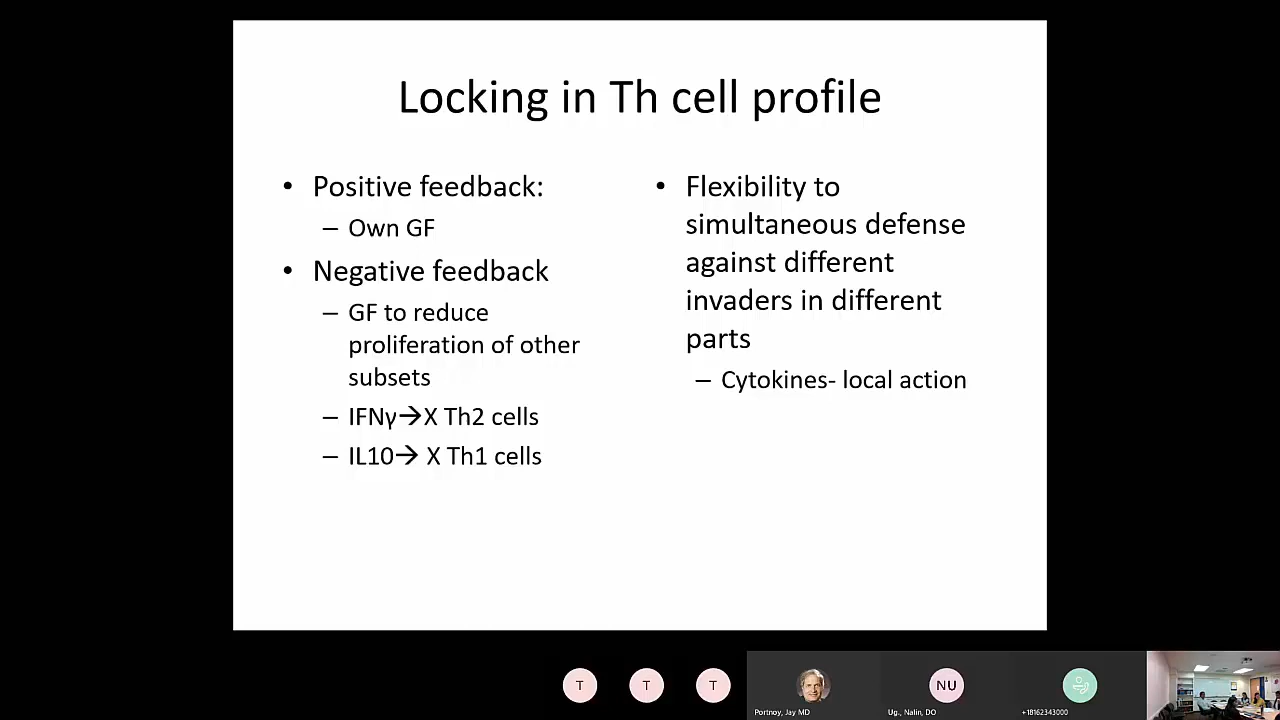 Locking in Th cell profile
• Positive feedback:
– Own GF
• Negative feedback
– GF to reduce
proliferation of other
subsets
– IFNγ→X Th2 cells
– IL10→ X Th1 cells
• Flexibility to
simultaneous defense
against different
invaders in different
parts
– Cytokines- local action
T
T
T
NU
Portnoy, Jay MD
Ug., Nalin, DO
+18162343000